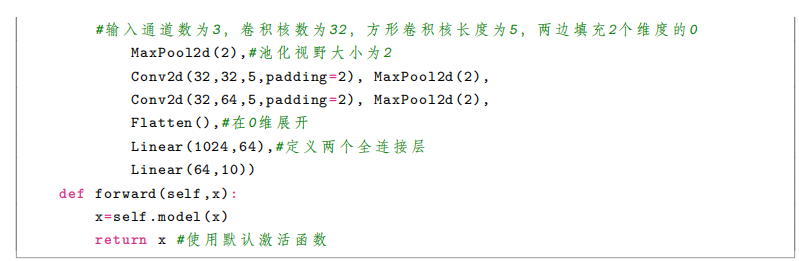 #输入通道数为3，卷积核数为32，方形卷积核长度为5，两边填充2个维度的0
MaxPool2d(2),#池化视野大小为2
Conv2d(32,32,5,padding=2), MaxPool2d(2),
Conv2d(32,64,5,padding=2), MaxPool2d(2),
Flatten(),#在0维展开
Linear(1024,64),#定义两个全连接层
Linear(64,10))
def forward(self,x):
x=self.model(x)
return x #使用默认激活函数